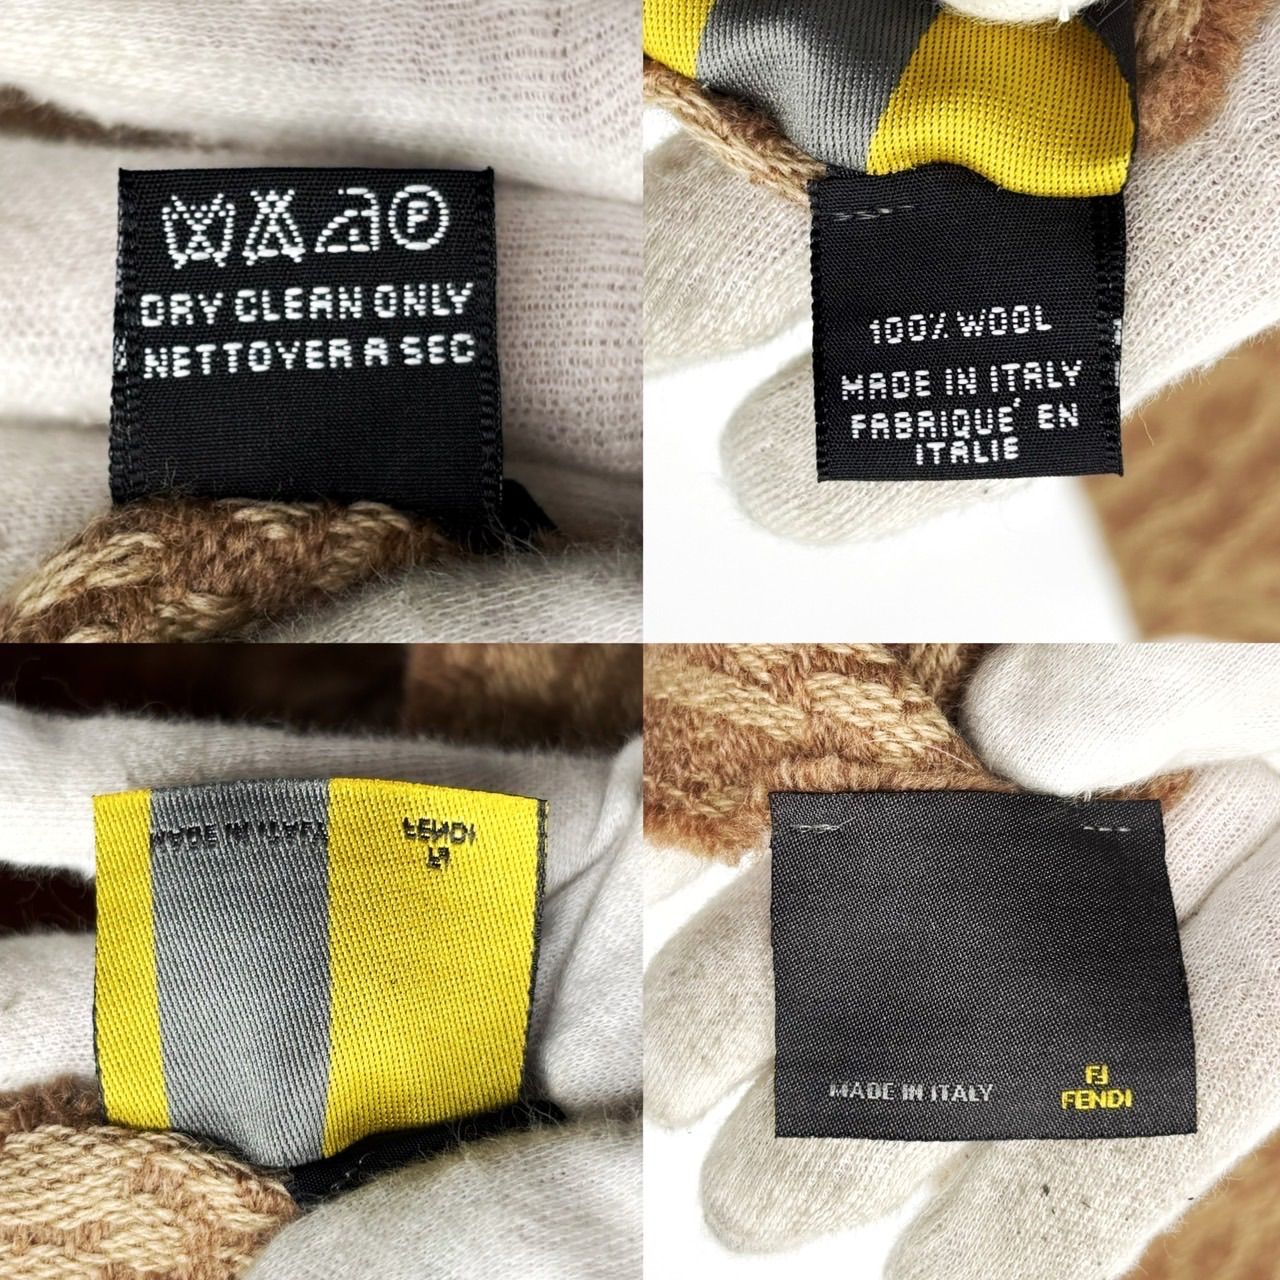 P
DRY CLEAN ONLY
NETTOYER A SEC
100% WOOL
MADE IN ITALY
FABRIQUE' EN
ITALIE
MADE IN ITALY
FENDI
MADE IN ITALY
FENDI